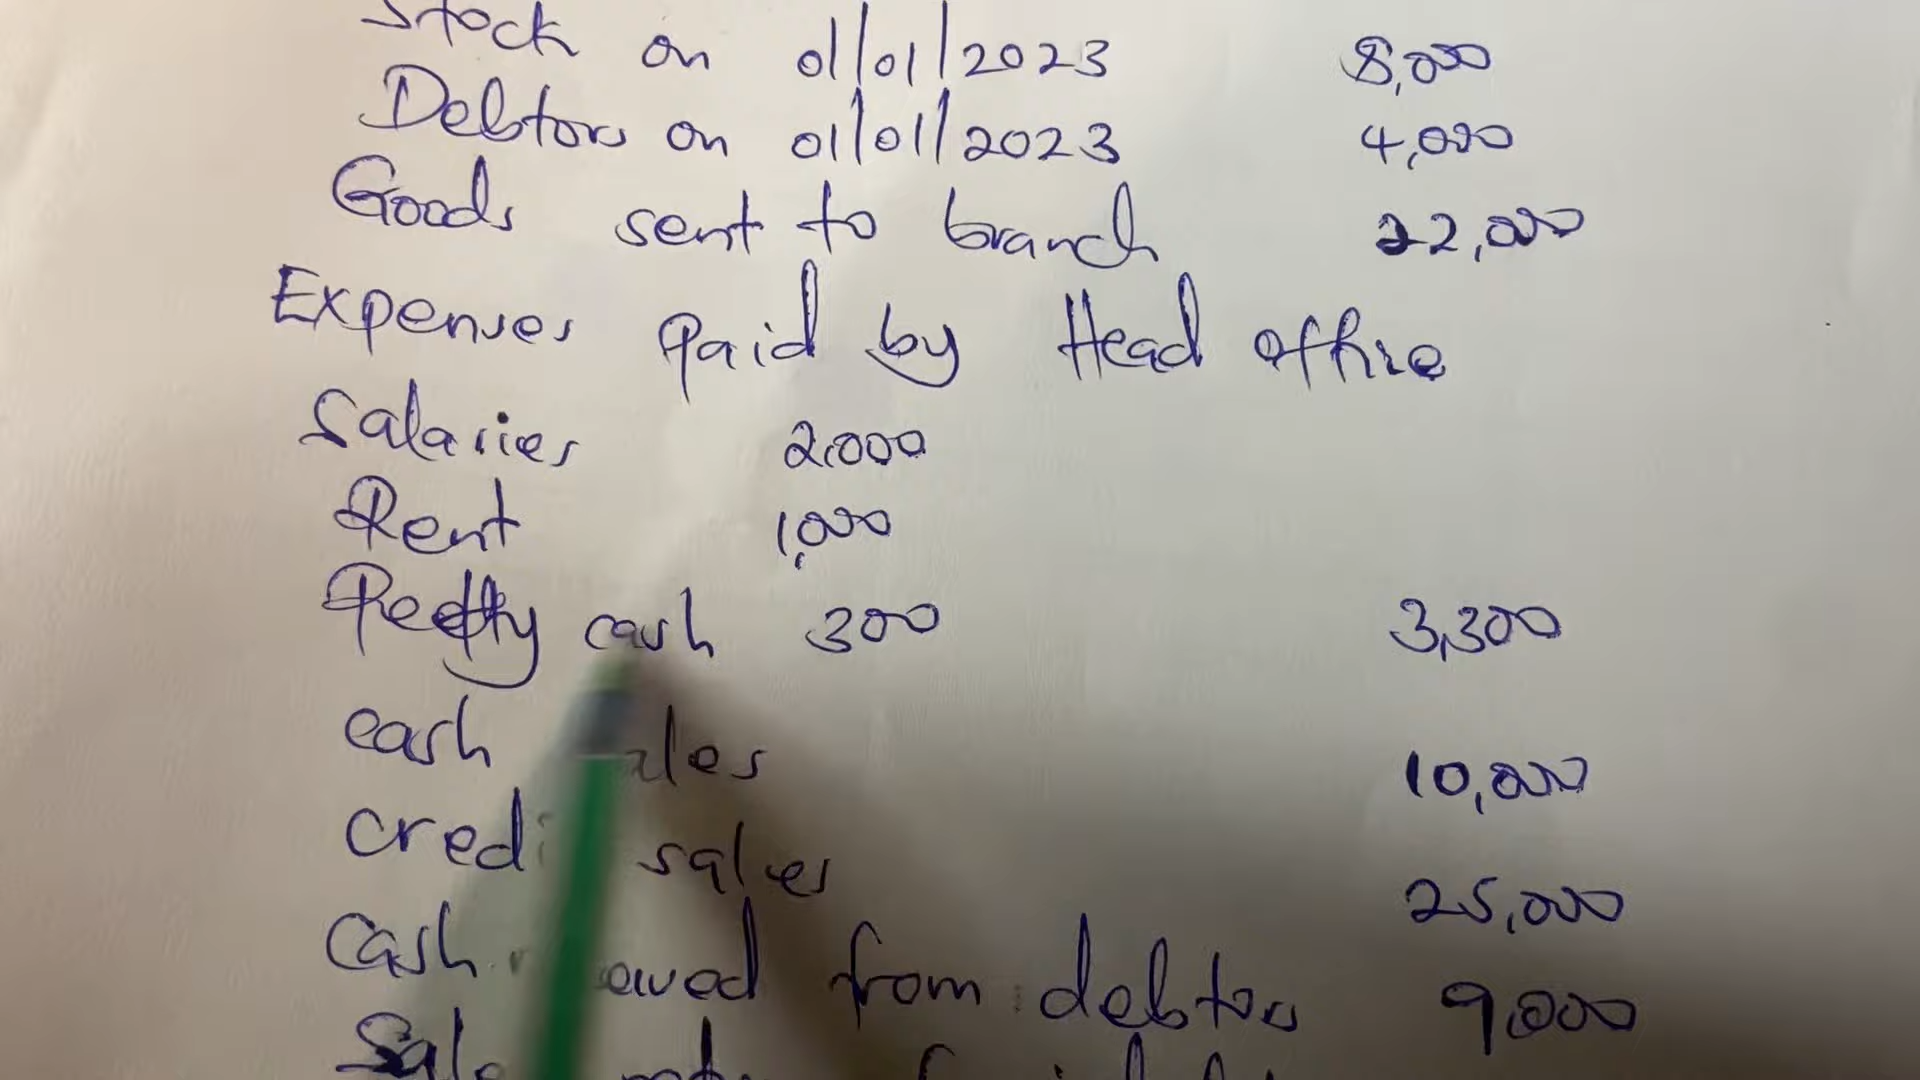 Stock on 01/01/2023 8,000
Debtors on 01/01/2023 4,000
Goods sent to branch 22,000
Expenses paid by Head office
Salaries 2,000
Rent 1,000
Petty cash 300 3,300
cash 10,000
sales 25,000
Cash from debtors 9,000